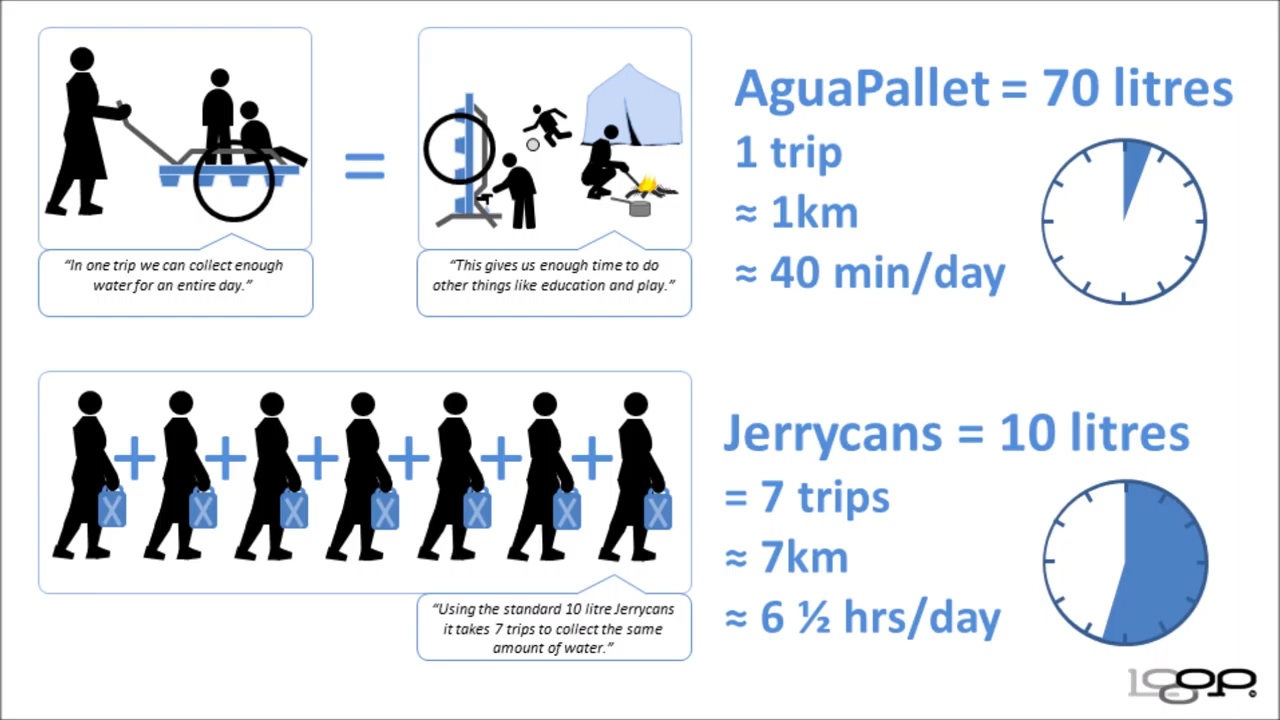 AguaPallet = 70 litres
1 trip
≈ 1km
≈ 40 min/day
=
“In one trip we can collect enough
water for an entire day.”
“This gives us enough time to do
other things like education and play.”
Jerrycans = 10 litres
= 7 trips
≈ 7km
≈ 6 ½ hrs/day
+ + + + + +
“Using the standard 10 litre Jerrycans
it takes 7 trips to collect the same
amount of water.”